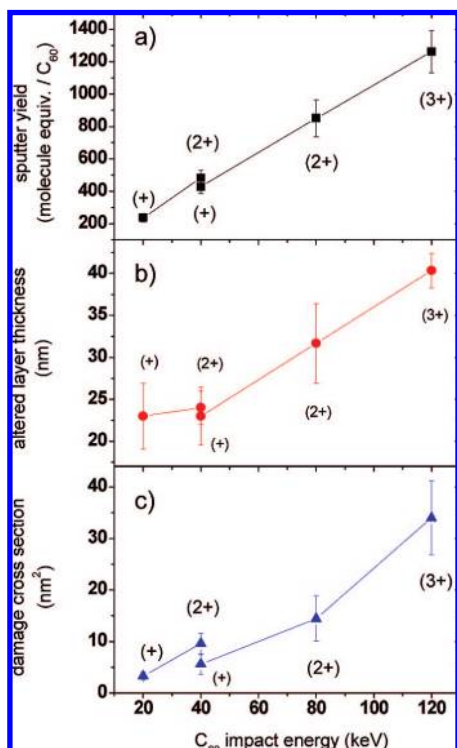 a)
sputter yield
(molecule equiv. / C60)
1400
1200
1000
800
600
400
200
(+)
(2+)
(+)
(2+)
(3+)
b)
altered layer thickness
(nm)
40
35
30
25
20
(+)
(2+)
(+)
(2+)
(3+)
c)
damage cross section
(nm²)
40
30
20
10
0
(+)
(2+)
(+)
(2+)
(3+)
20 40 60 80 100 120
C60 impact energy (keV)